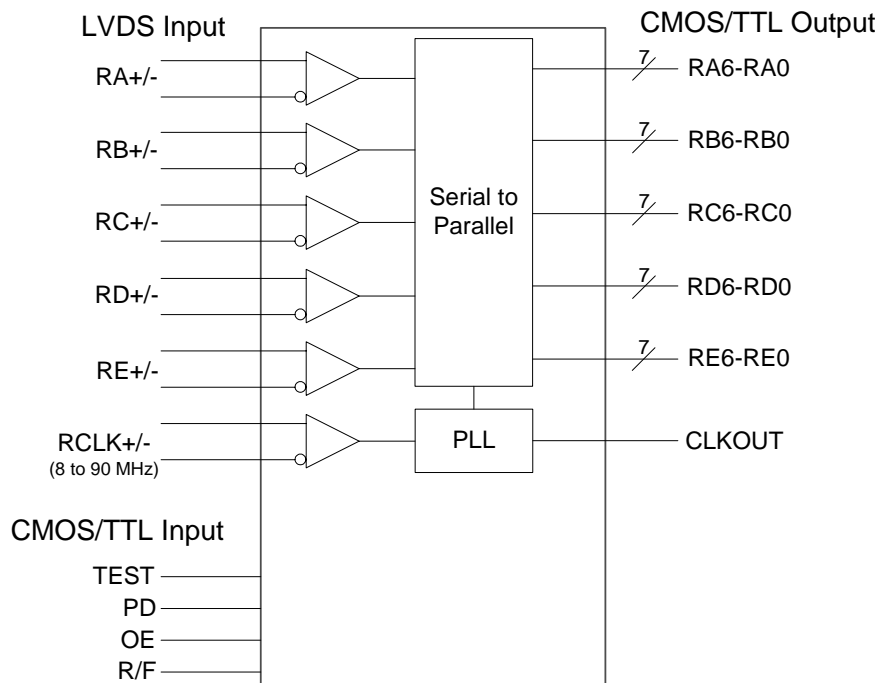 LVDS Input
CMOS/TTL Output
RA+/-
7
RA6-RA0
RB+/-
7
RB6-RB0
Serial to
Parallel
RC+/-
7
RC6-RC0
RD+/-
7
RD6-RD0
RE+/-
7
RE6-RE0
RCLK+/-
(8 to 90 MHz)
PLL
CLKOUT
CMOS/TTL Input
TEST
PD
OE
R/F